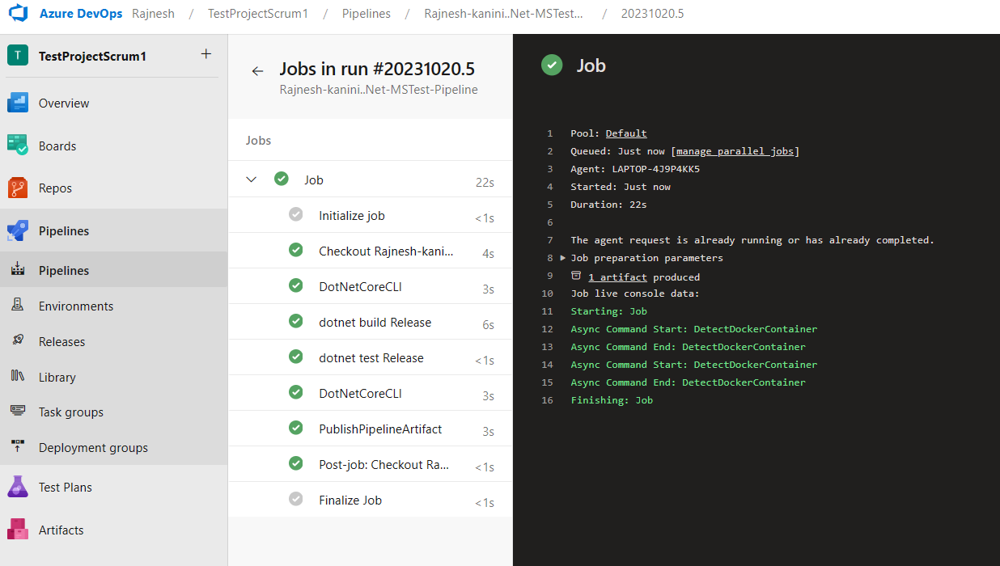 Azure DevOps Rajnesh / TestProjectScrum1 / Pipelines / Rajnesh-kanini..Net-MSTest... / 20231020.5
T TestProjectScrum1 +
Overview
Boards
Repos
Pipelines
Pipelines
Environments
Releases
Library
Task groups
Deployment groups
Test Plans
Artifacts
Jobs in run #20231020.5
Rajnesh-kanini..Net-MSTest-Pipeline
Jobs
Job 22s
Initialize job <1s
Checkout Rajnesh-kani... 4s
DotNetCoreCLI 3s
dotnet build Release 6s
dotnet test Release <1s
DotNetCoreCLI 3s
PublishPipelineArtifact 3s
Post-job: Checkout Ra... <1s
Finalize Job <1s
Job
1 Pool: Default
2 Queued: Just now [manage parallel jobs]
3 Agent: LAPTOP-4J9P4KK5
4 Started: Just now
5 Duration: 22s
6
7 The agent request is already running or has already completed.
8 Job preparation parameters
9 1 artifact produced
10 Job live console data:
11 Starting: Job
12 Async Command Start: DetectDockerContainer
13 Async Command End: DetectDockerContainer
14 Async Command Start: DetectDockerContainer
15 Async Command End: DetectDockerContainer
16 Finishing: Job